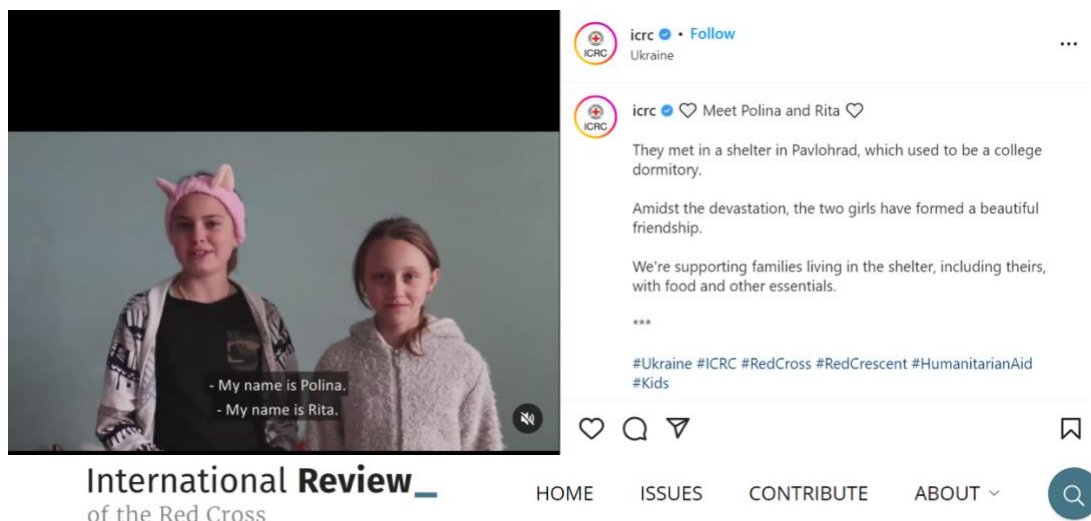 - My name is Polina.
- My name is Rita.
ICRC
icrc • Follow
Ukraine
ICRC
icrc ♡ Meet Polina and Rita ♡
They met in a shelter in Pavlohrad, which used to be a college
dormitory.
Amidst the devastation, the two girls have formed a beautiful
friendship.
We're supporting families living in the shelter, including theirs,
with food and other essentials.
***
#Ukraine #ICRC #RedCross #RedCrescent #HumanitarianAid
#Kids
International Review_
of the Red Cross
HOME ISSUES CONTRIBUTE ABOUT